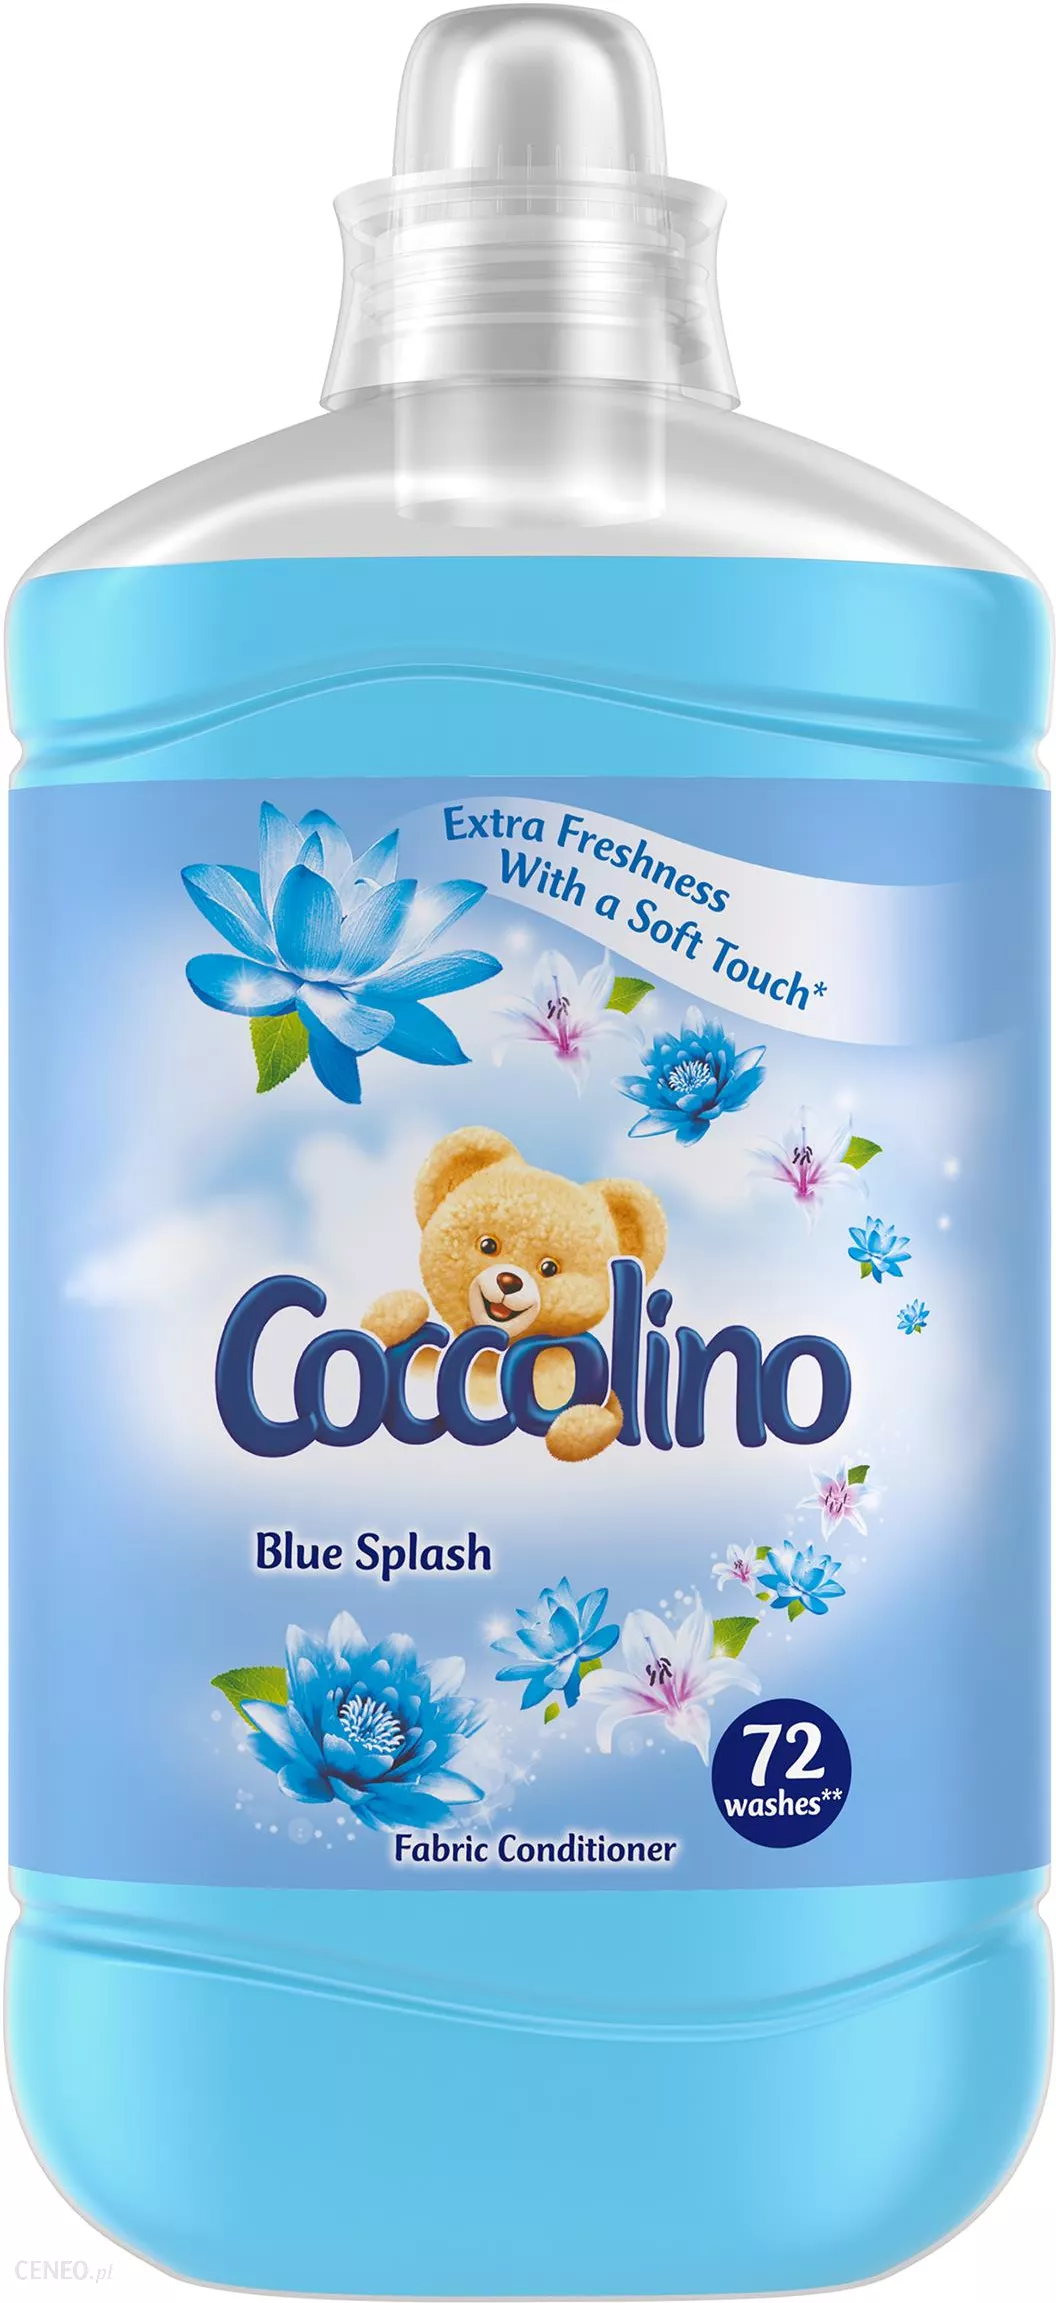 Extra Freshness
With a Soft Touch*
Coccolino
Blue Splash
72
washes**
Fabric Conditioner
CENEO.pl